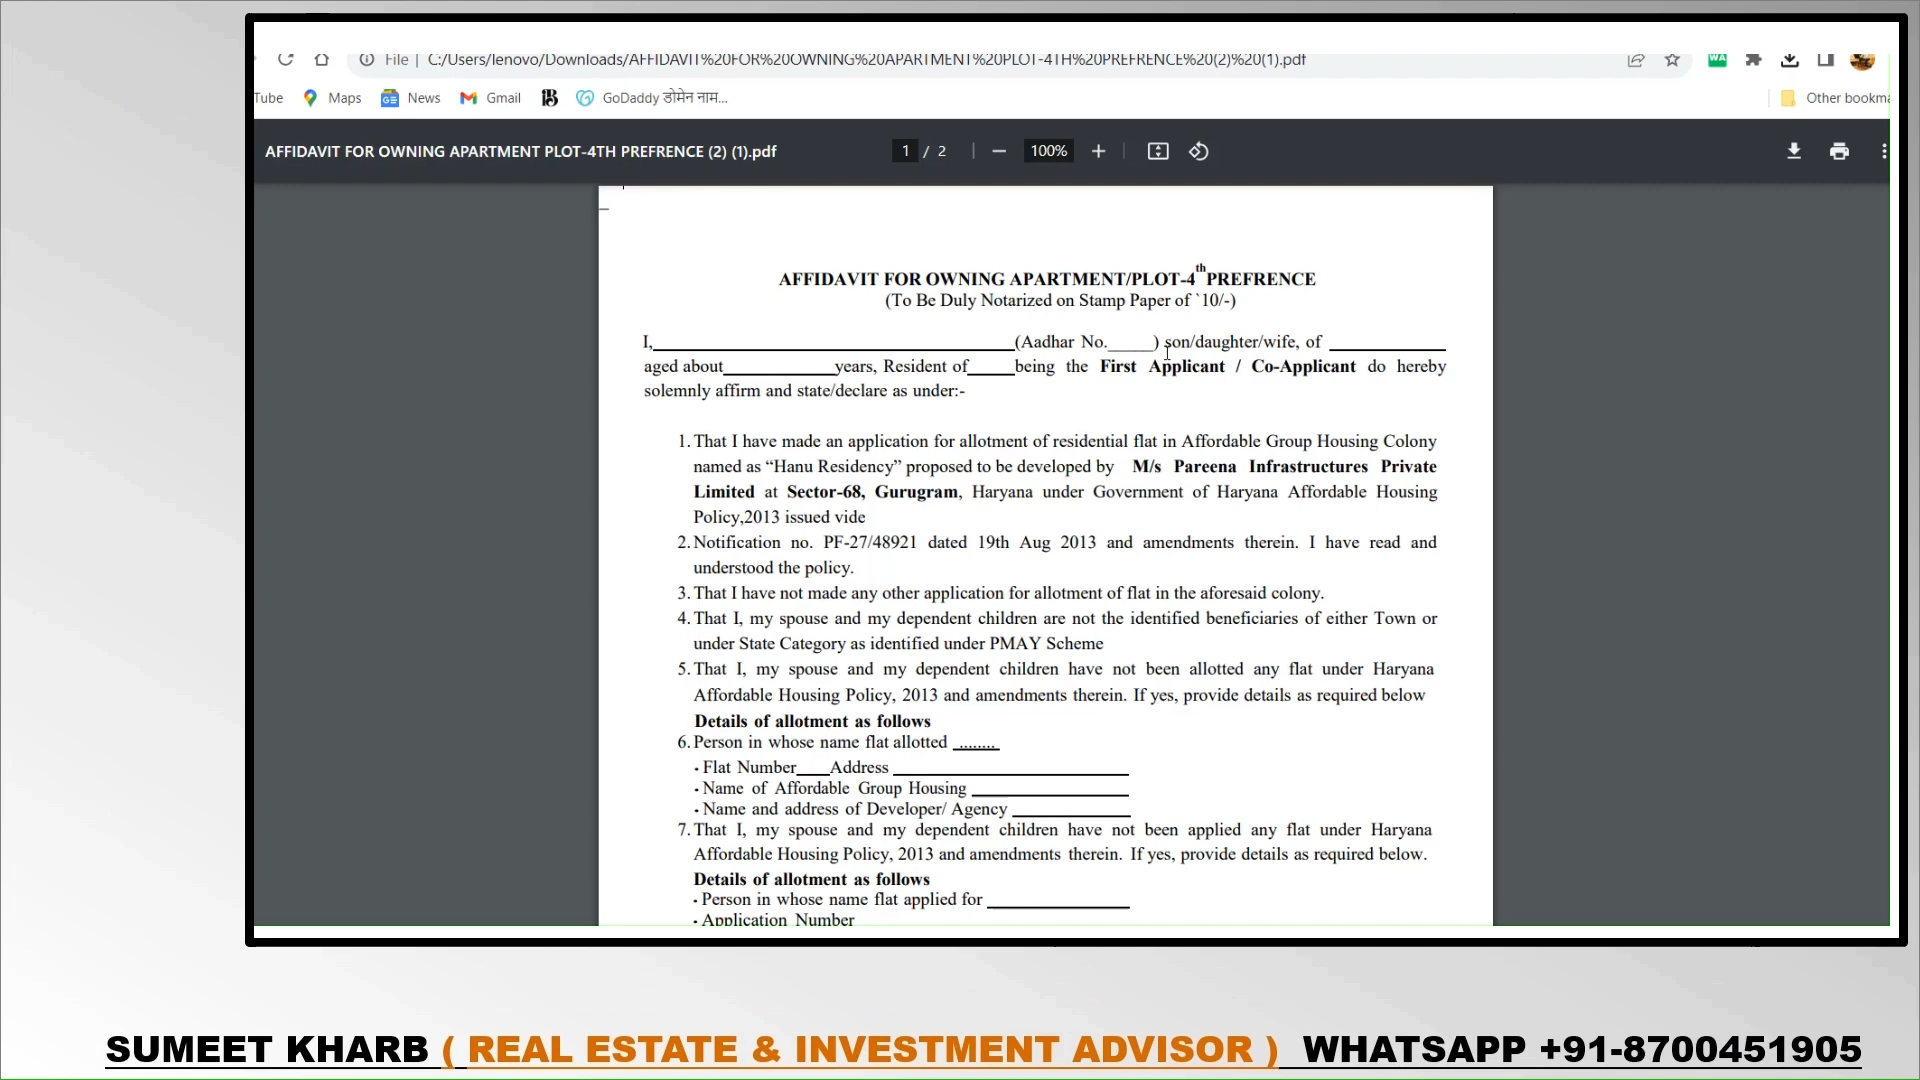 File | C:/Users/lenovo/Downloads/AFFIDAVIT%20FOR%20OWNING%20APARTMENT%20PLOT-4TH%20PREFRENCE%20(2)%20(1).pdf
WA
Tube Maps News Gmail GoDaddy डोमेन नाम... Other bookma
AFFIDAVIT FOR OWNING APARTMENT PLOT-4TH PREFRENCE (2) (1).pdf 1 / 2 — 100% +
AFFIDAVIT FOR OWNING APARTMENT/PLOT-4th PREFRENCE
(To Be Duly Notarized on Stamp Paper of `10/-)
I,____________(Aadhar No._____) son/daughter/wife, of ____________
aged about____________years, Resident of_____being the First Applicant / Co-Applicant do hereby
solemnly affirm and state/declare as under:-
1. That I have made an application for allotment of residential flat in Affordable Group Housing Colony
named as “Hanu Residency” proposed to be developed by M/s Pareena Infrastructures Private
Limited at Sector-68, Gurugram, Haryana under Government of Haryana Affordable Housing
Policy,2013 issued vide
2. Notification no. PF-27/48921 dated 19th Aug 2013 and amendments therein. I have read and
understood the policy.
3. That I have not made any other application for allotment of flat in the aforesaid colony.
4. That I, my spouse and my dependent children are not the identified beneficiaries of either Town or
under State Category as identified under PMAY Scheme
5. That I, my spouse and my dependent children have not been allotted any flat under Haryana
Affordable Housing Policy, 2013 and amendments therein. If yes, provide details as required below
Details of allotment as follows
6. Person in whose name flat allotted ........
• Flat Number____Address ____________
• Name of Affordable Group Housing ____________
• Name and address of Developer/ Agency ____________
7. That I, my spouse and my dependent children have not been applied any flat under Haryana
Affordable Housing Policy, 2013 and amendments therein. If yes, provide details as required below.
Details of allotment as follows
• Person in whose name flat applied for ____________
• Application Number
SUMEET KHARB ( REAL ESTATE & INVESTMENT ADVISOR ) WHATSAPP +91-8700451905